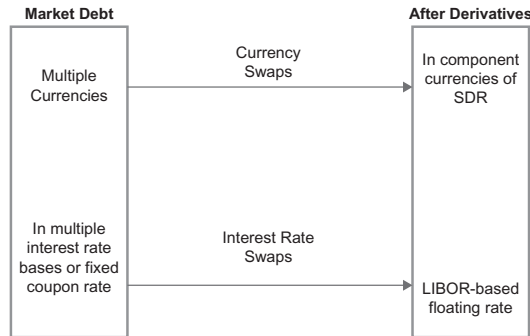 Market Debt
After Derivatives
Multiple
Currencies
Currency
Swaps
In component
currencies of
SDR
In multiple
interest rate
bases or fixed
coupon rate
Interest Rate
Swaps
LIBOR-based
floating rate